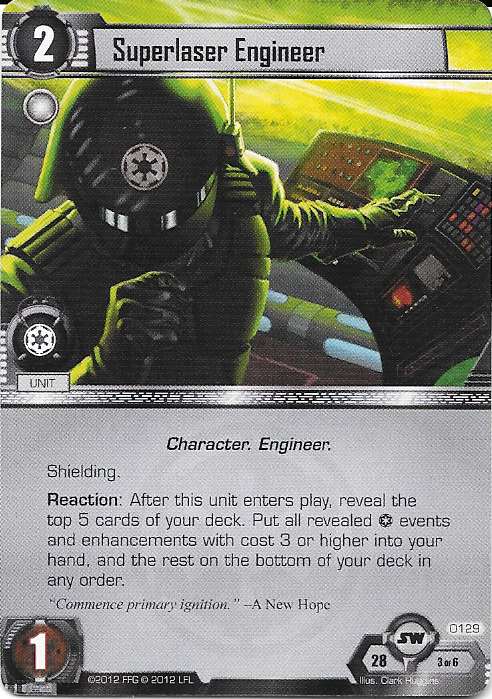 2
Superlaser Engineer
UNIT
Character. Engineer.
Shielding.
Reaction: After this unit enters play, reveal the
top 5 cards of your deck. Put all revealed events
and enhancements with cost 3 or higher into your
hand, and the rest on the bottom of your deck in
any order.
"Commence primary ignition." –A New Hope
1
SW
0129
28
3 of 6
©2012 FFG © 2012 LFL
Illus. Clark Huggins